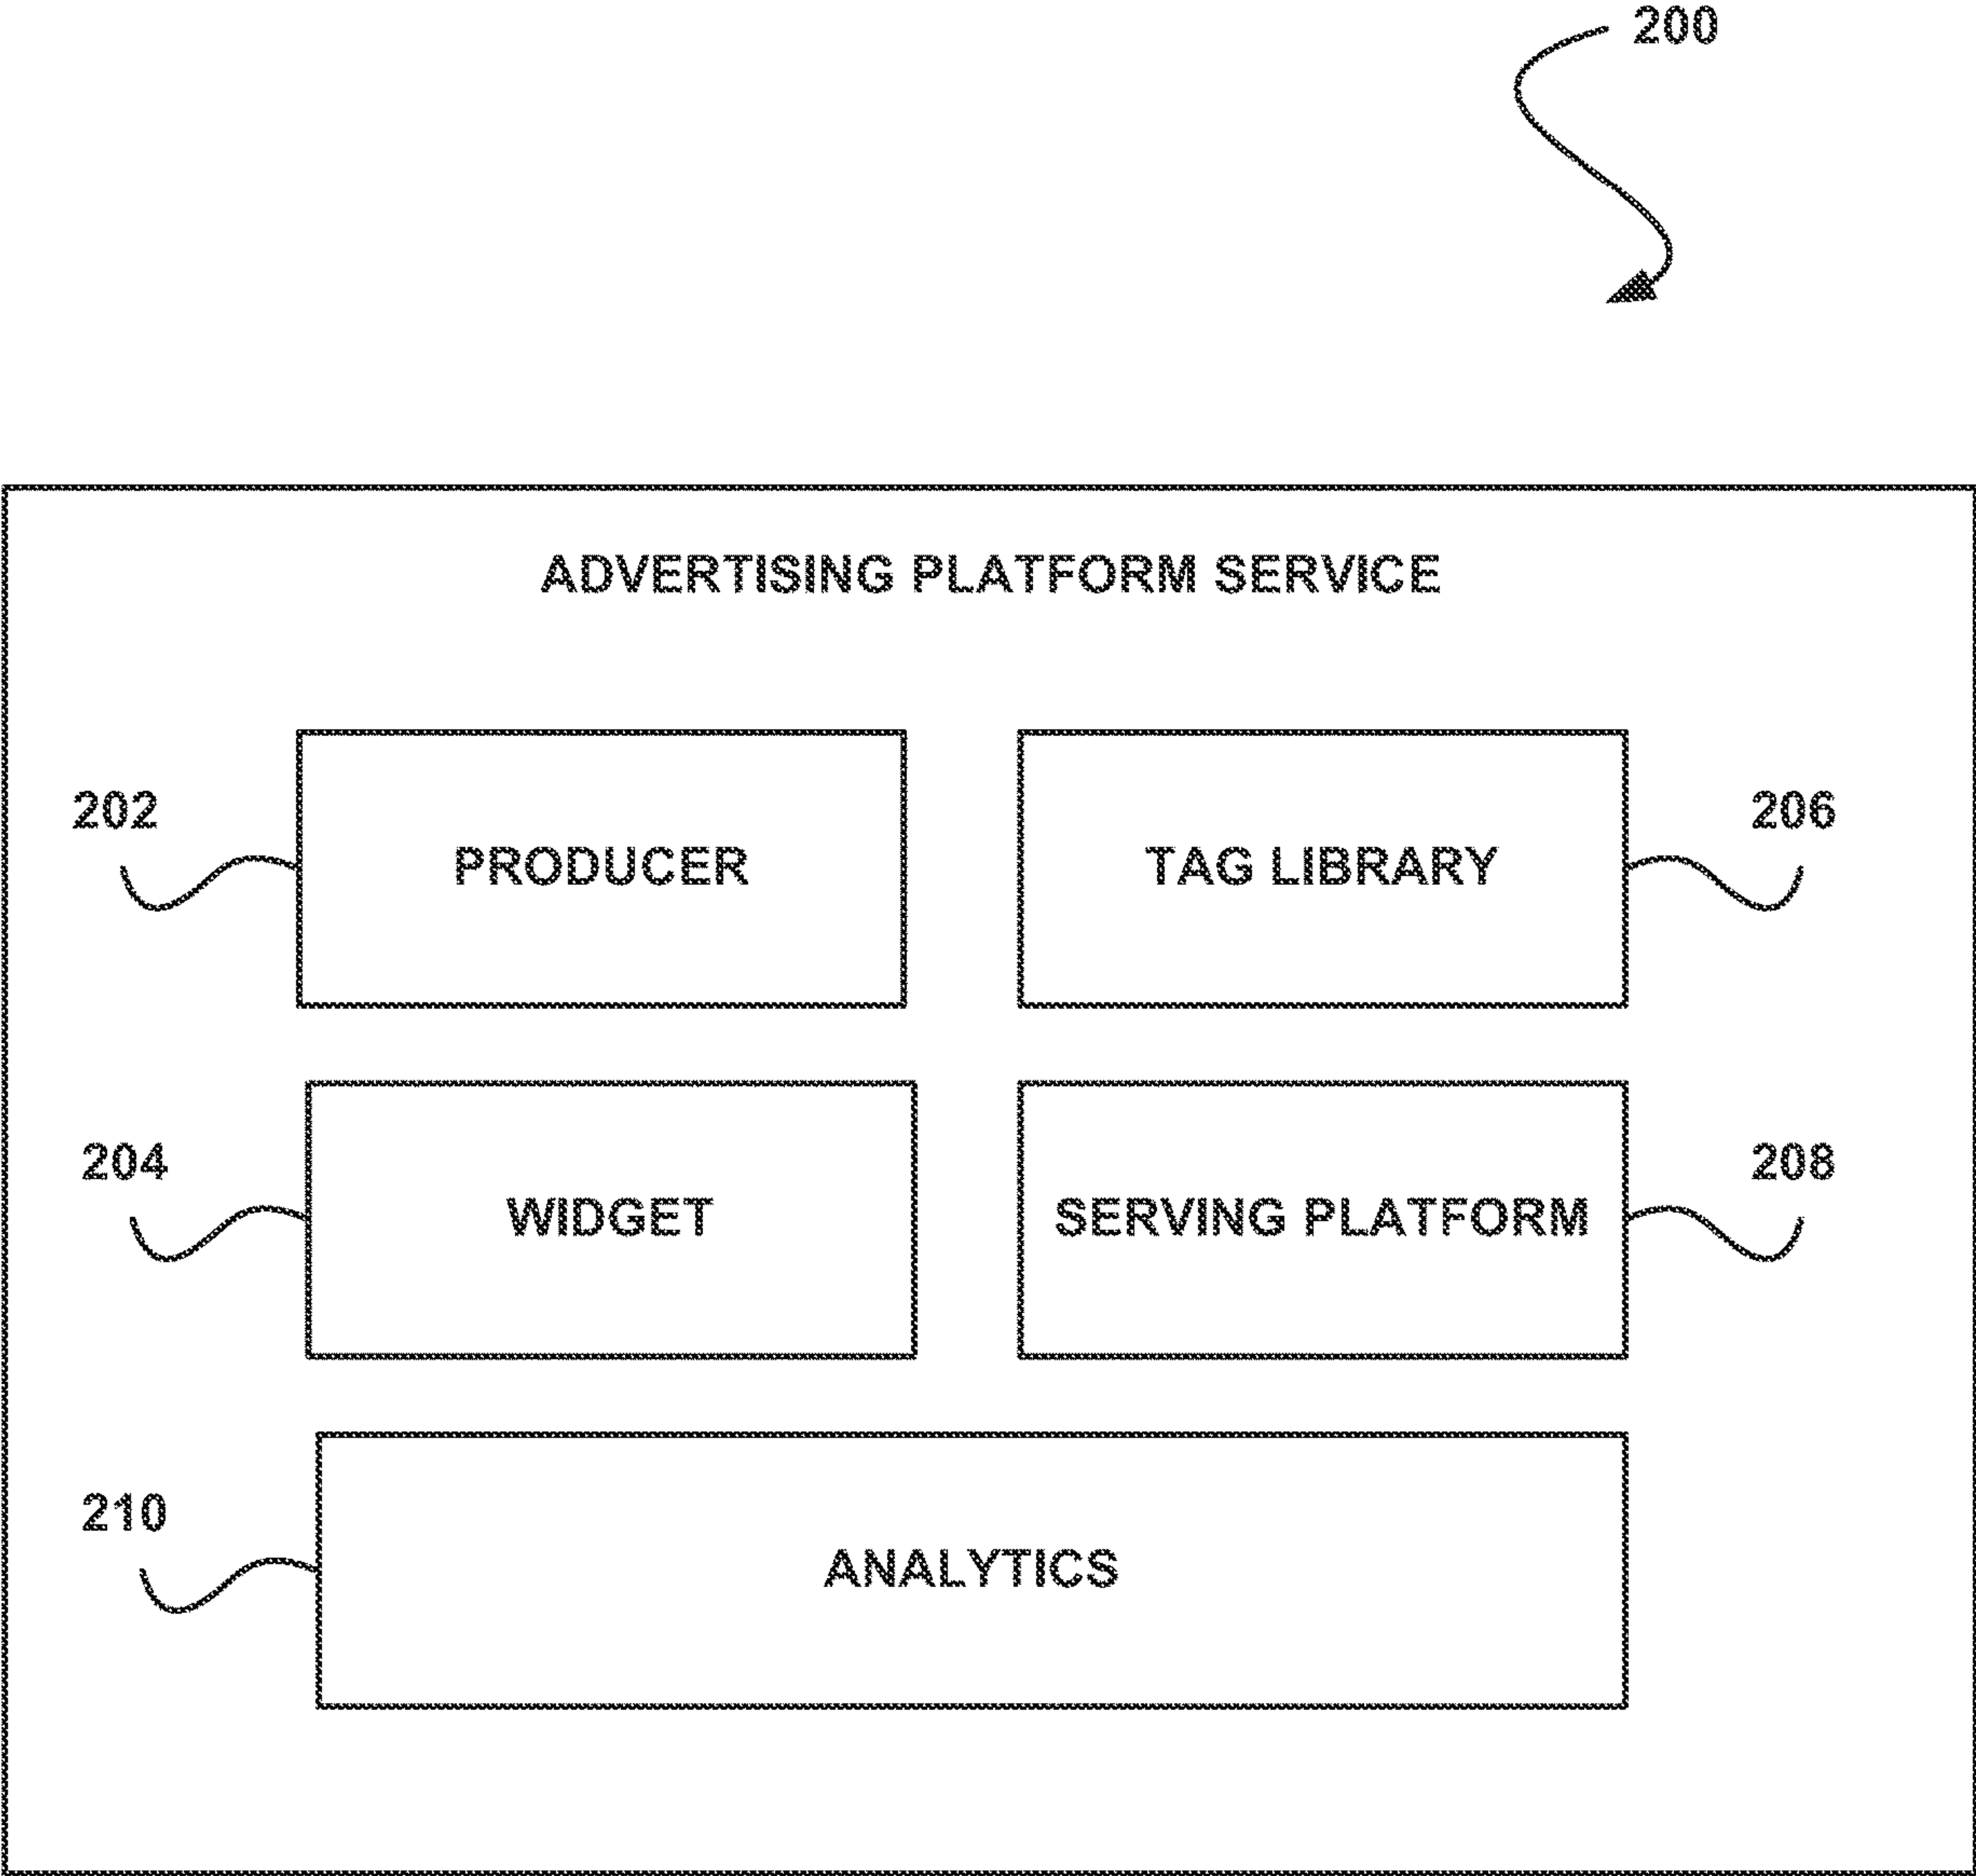 200
ADVERTISING PLATFORM SERVICE
202
PRODUCER
TAG LIBRARY
206
204
WIDGET
SERVING PLATFORM
208
210
ANALYTICS